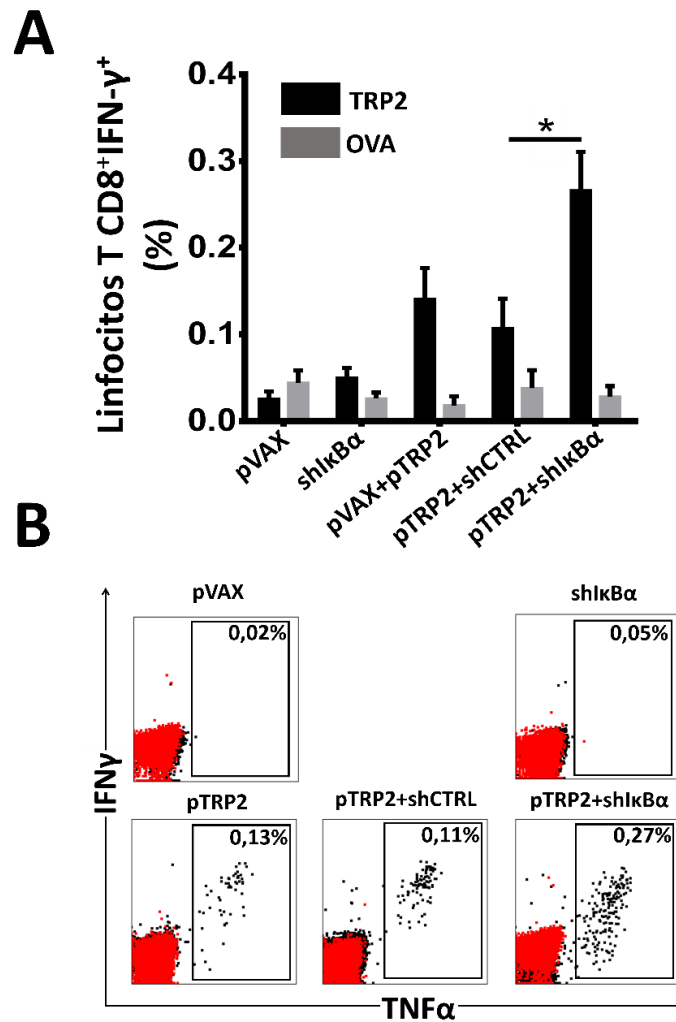 A
Linfocitos T CD8⁺IFN-γ⁺
(%)
0.4
0.3
0.2
0.1
0.0
TRP2
OVA
*
pVAX
shIκBα
pVAX+pTRP2
pTRP2+shCTRL
pTRP2+shIκBα
B
pVAX
0,02%
shIκBα
0,05%
IFNγ
pTRP2
0,13%
pTRP2+shCTRL
0,11%
pTRP2+shIκBα
0,27%
TNFα